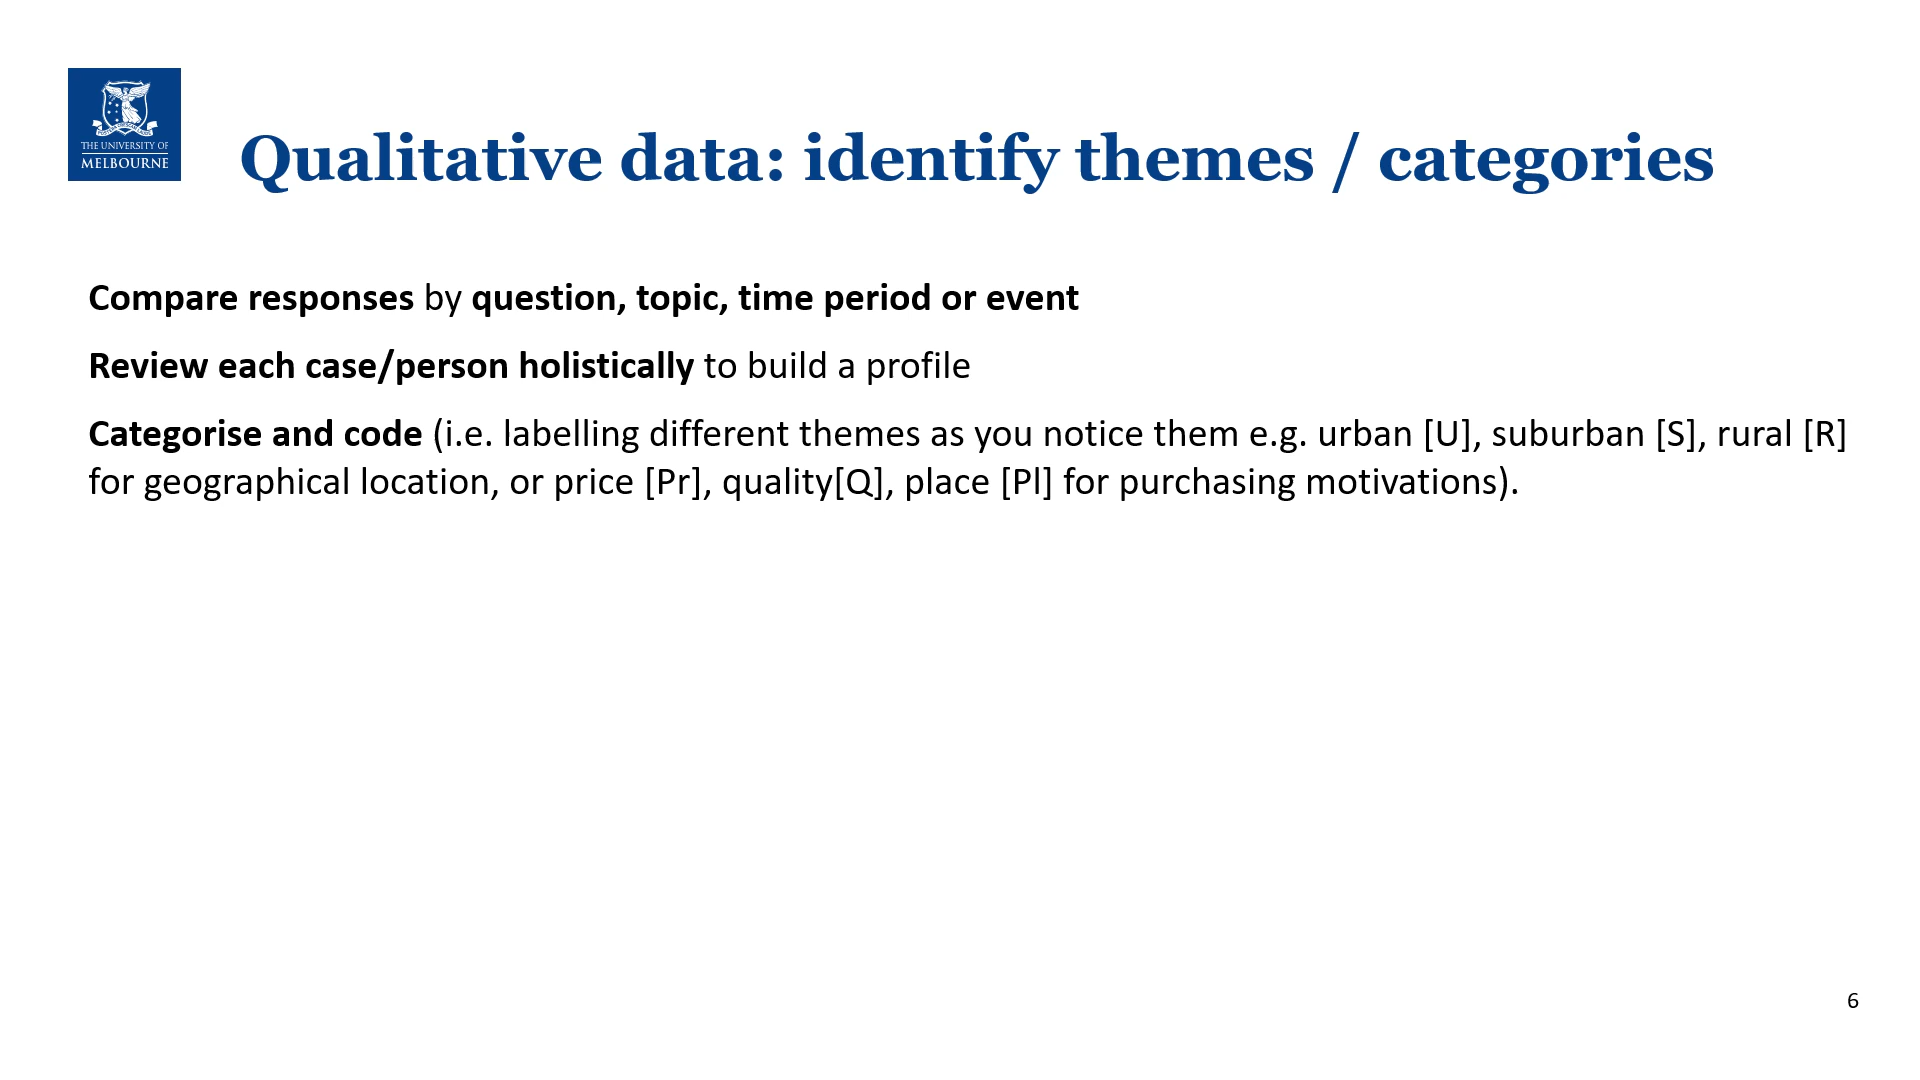 THE UNIVERSITY OF
MELBOURNE
Qualitative data: identify themes / categories
Compare responses by question, topic, time period or event
Review each case/person holistically to build a profile
Categorise and code (i.e. labelling different themes as you notice them e.g. urban [U], suburban [S], rural [R]
for geographical location, or price [Pr], quality[Q], place [Pl] for purchasing motivations).
6